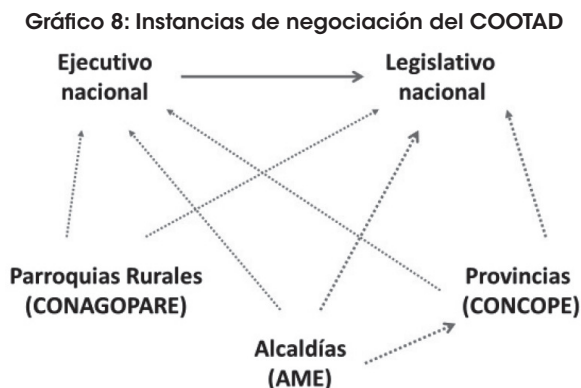 Gráfico 8: Instancias de negociación del COOTAD
Ejecutivo
nacional
Legislativo
nacional
Parroquias Rurales
(CONAGOPARE)
Provincias
(CONCOPE)
Alcaldías
(AME)